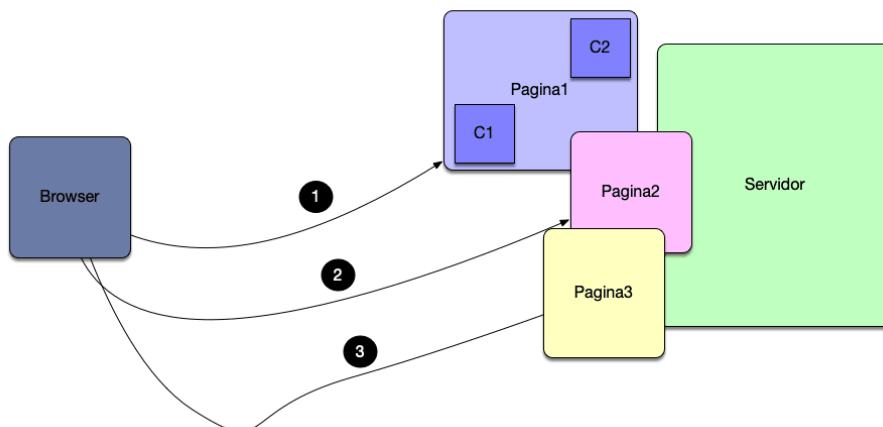 C2
Pagina1
C1
Browser
1
Pagina2
Servidor
2
Pagina3
3